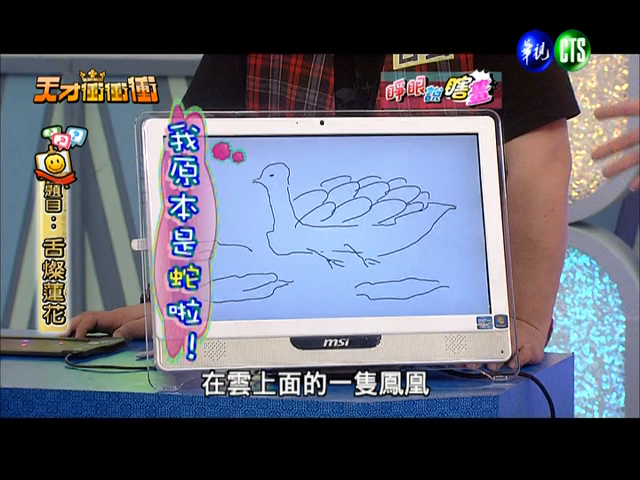 華視 CTS
天才衝衝衝
睜眼說瞎畫
題目：舌燦蓮花
我原本是蛇啦！
msi
在雲上面的一隻鳳凰